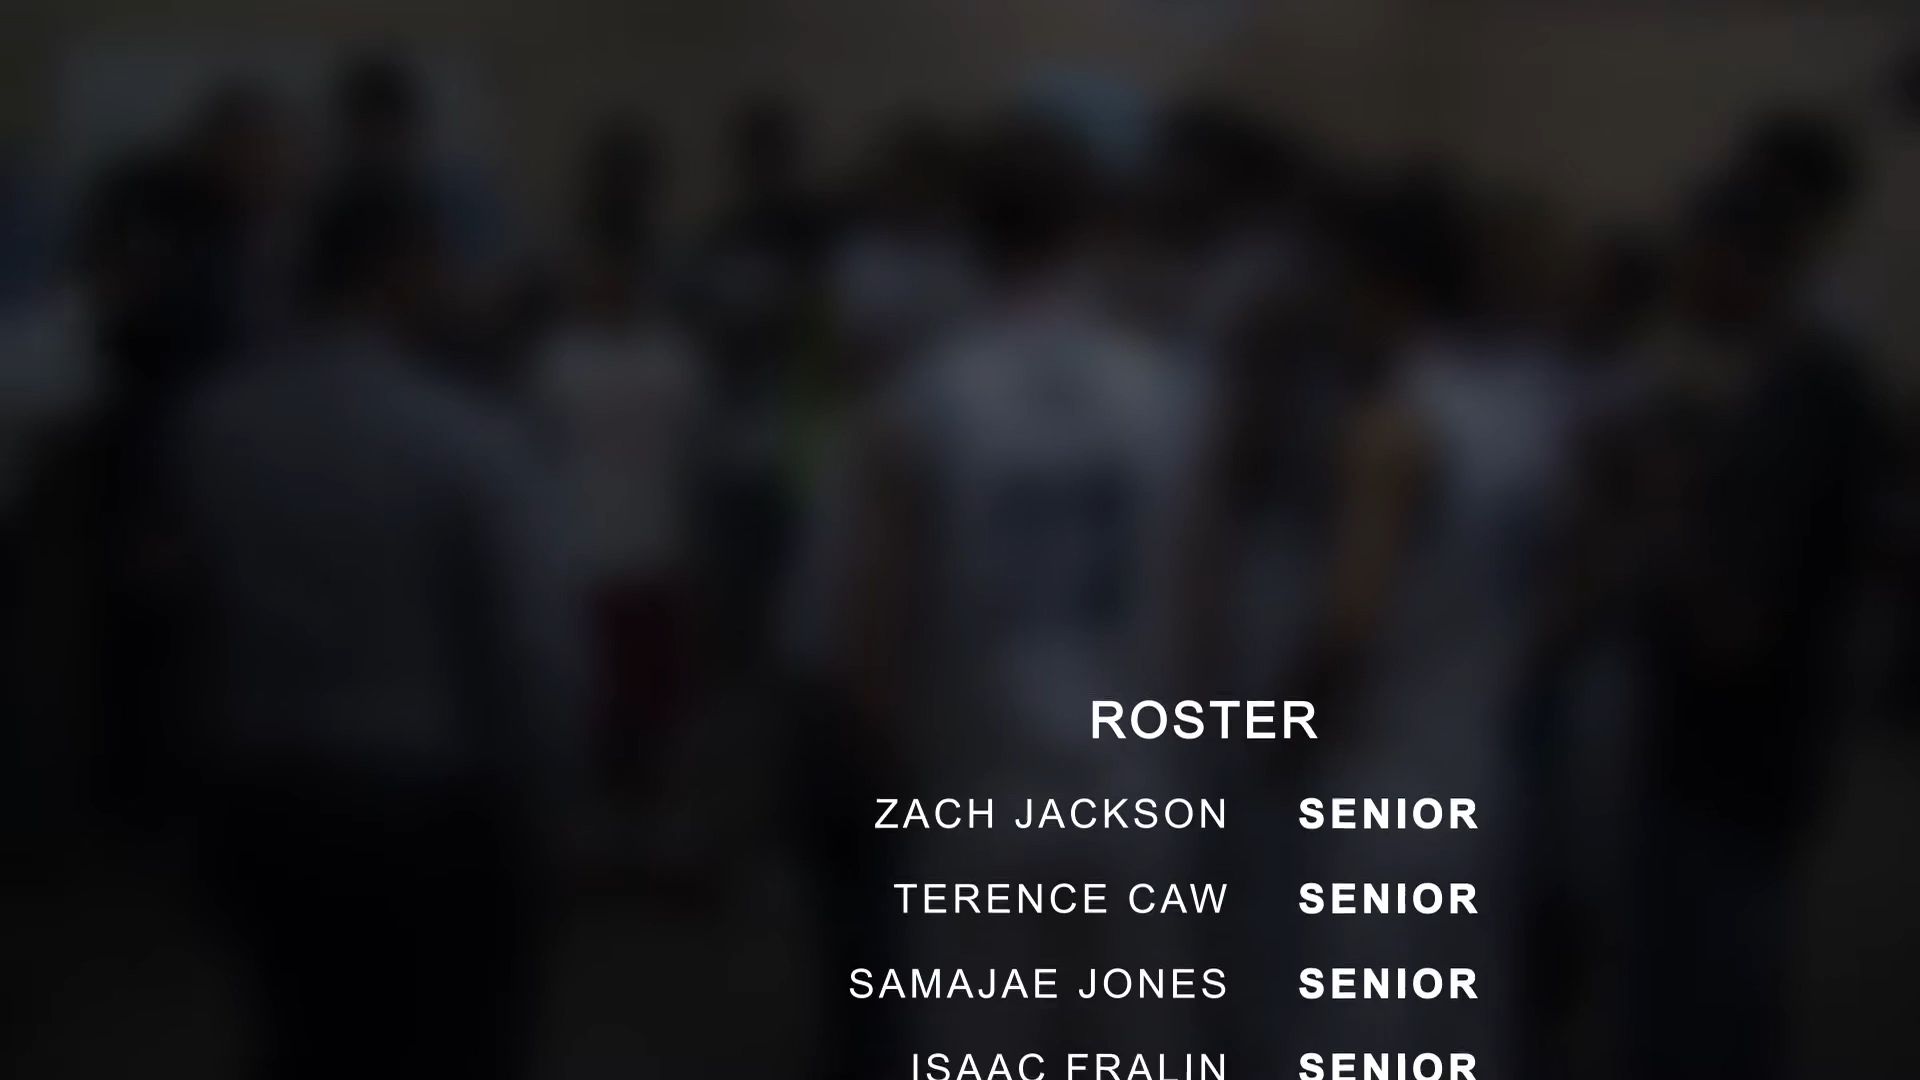 ROSTER
ZACH JACKSON SENIOR
TERENCE CAW SENIOR
SAMAJAE JONES SENIOR
ISAAC FRALIN SENIOR